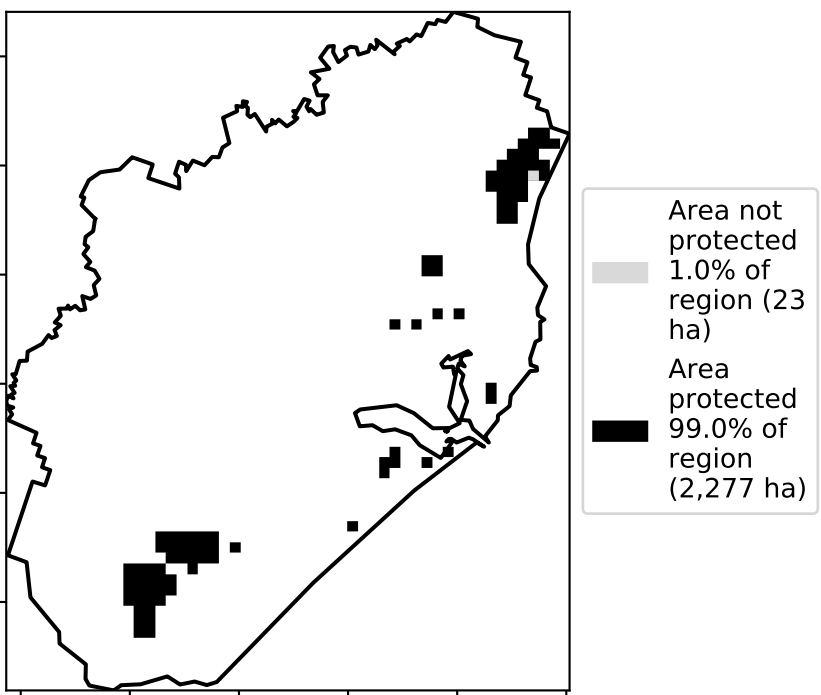 Area not
protected
1.0% of
region (23
ha)
Area
protected
99.0% of
region
(2,277 ha)